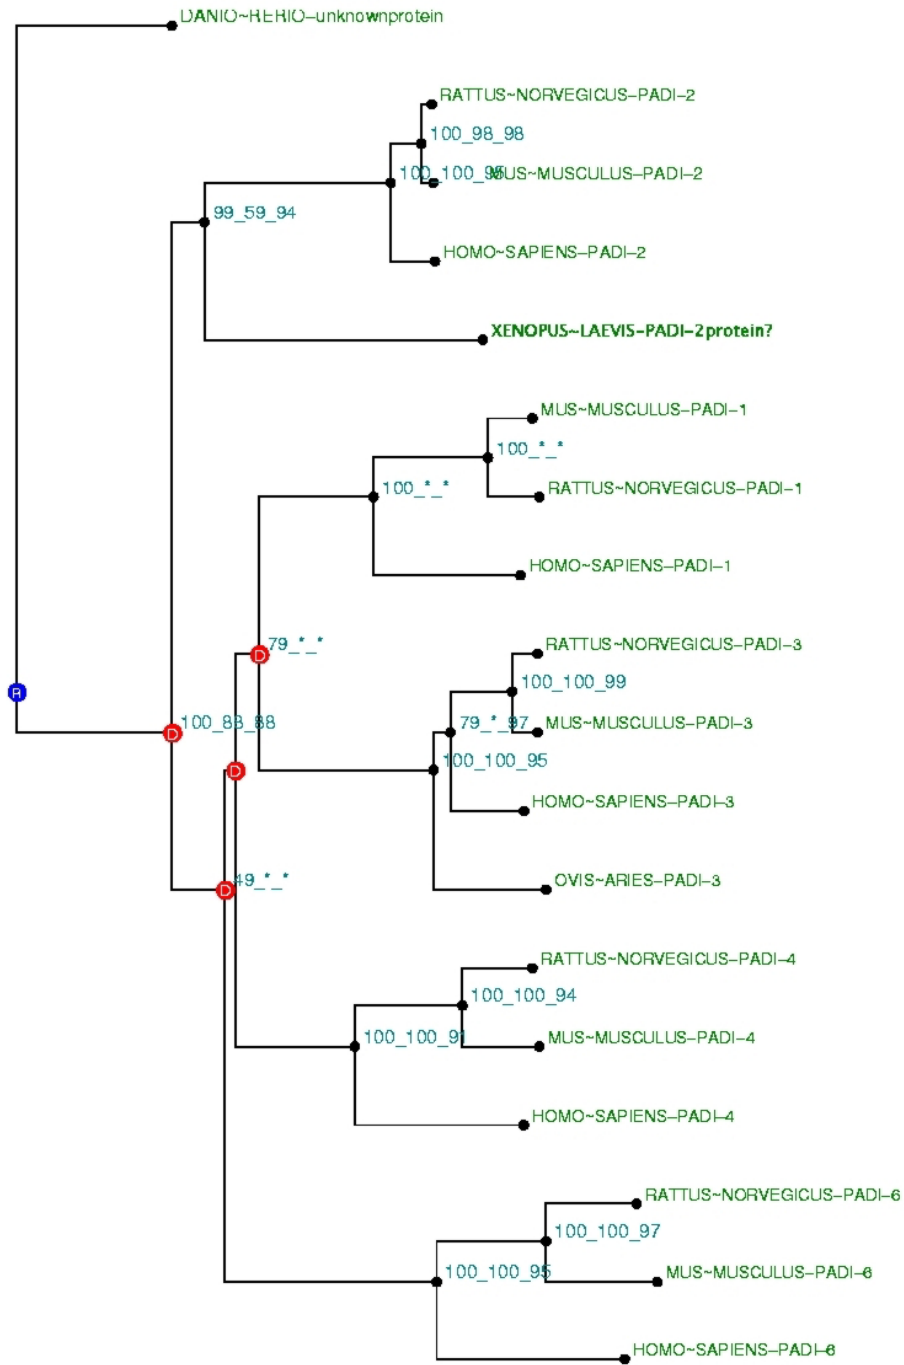 DANIO~RERIO-unknownprotein
RATTUS~NORVEGICUS-PADI-2
100_98_98
100_100_95
MUS~MUSCULUS-PADI-2
99_59_94
HOMO~SAPIENS-PADI-2
XENOPUS~LAEVIS-PADI-2protein?
MUS~MUSCULUS-PADI-1
100_*_*
100_*_*
RATTUS~NORVEGICUS-PADI-1
HOMO~SAPIENS-PADI-1
79_*_*
D
RATTUS~NORVEGICUS-PADI-3
100_100_99
R
100_83_88
D
79_*_97
MUS~MUSCULUS-PADI-3
100_100_95
D
HOMO~SAPIENS-PADI-3
49_*_*
D
OVIS~ARIES-PADI-3
RATTUS~NORVEGICUS-PADI-4
100_100_94
100_100_91
MUS~MUSCULUS-PADI-4
HOMO~SAPIENS-PADI-4
RATTUS~NORVEGICUS-PADI-6
100_100_97
100_100_95
MUS~MUSCULUS-PADI-6
HOMO~SAPIENS-PADI-6